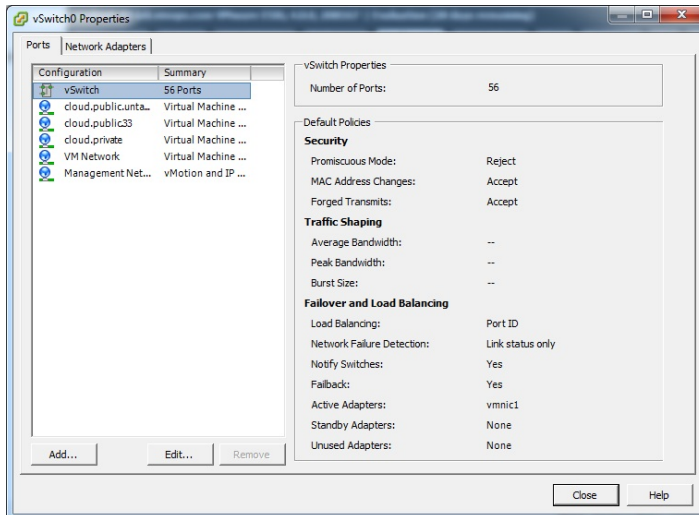 vSwitch0 Properties
Ports
Network Adapters
Configuration Summary
vSwitch 56 Ports
cloud.public.unta... Virtual Machine ...
cloud.public33 Virtual Machine ...
cloud.private Virtual Machine ...
VM Network Virtual Machine ...
Management Net... vMotion and IP ...
Add... Edit... Remove
vSwitch Properties
Number of Ports: 56
Default Policies
Security
Promiscuous Mode: Reject
MAC Address Changes: Accept
Forged Transmits: Accept
Traffic Shaping
Average Bandwidth: --
Peak Bandwidth: --
Burst Size: --
Failover and Load Balancing
Load Balancing: Port ID
Network Failure Detection: Link status only
Notify Switches: Yes
Failback: Yes
Active Adapters: vmnic1
Standby Adapters: None
Unused Adapters: None
Close Help